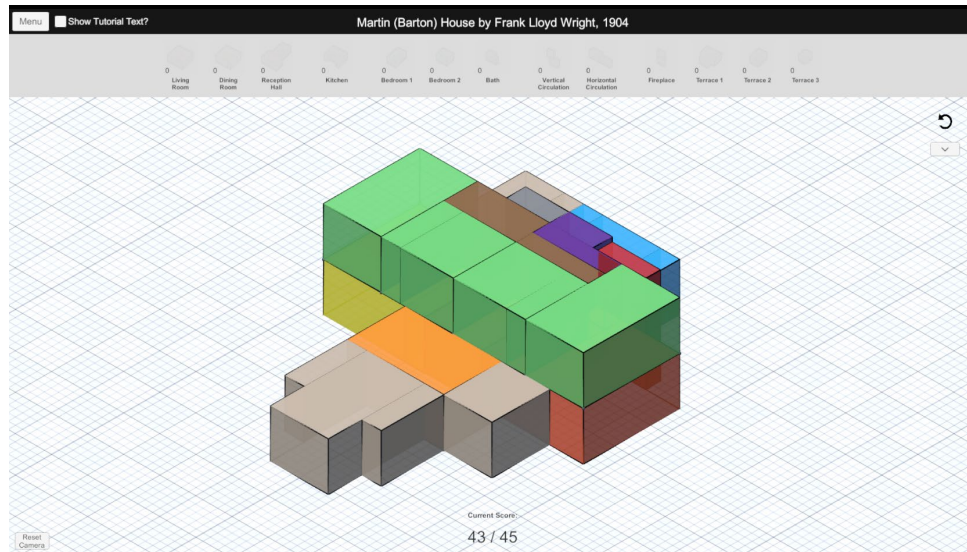 Menu
Show Tutorial Text?
Martin (Barton) House by Frank Lloyd Wright, 1904
0 0 0 0 0 0 0 0 0 0 0 0 0
Living Room
Dining Room
Reception Hall
Kitchen
Bedroom 1
Bedroom 2
Bath
Vertical Circulation
Horizontal Circulation
Fireplace
Terrace 1
Terrace 2
Terrace 3
Current Score:
43 / 45
Reset
Camera